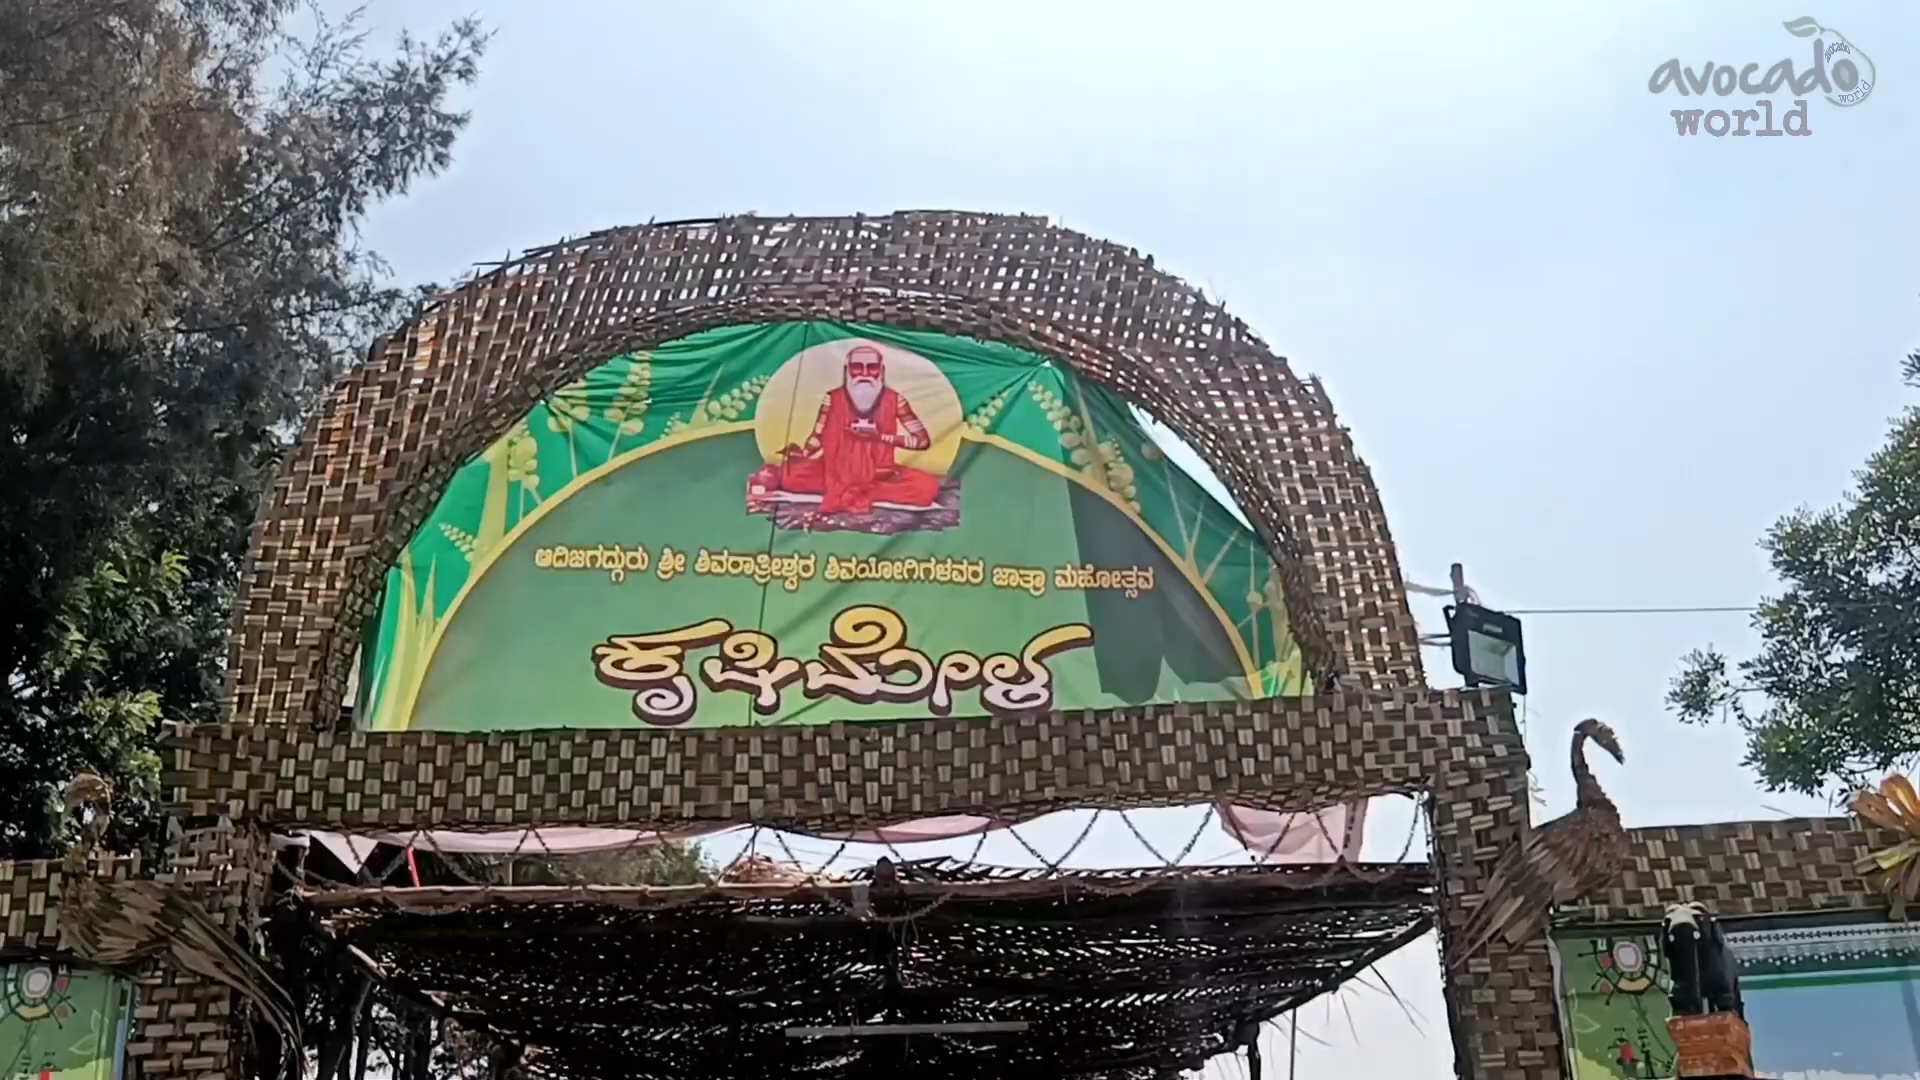 avocado
world
ಆದಿಜಗದ್ಗುರು ಶ್ರೀ ಶಿವರಾತ್ರೀಶ್ವರ ಶಿವಯೋಗಿಗಳವರ ಜಾತ್ರಾ ಮಹೋತ್ಸವ
ಕೃಷಿಮೇಳ